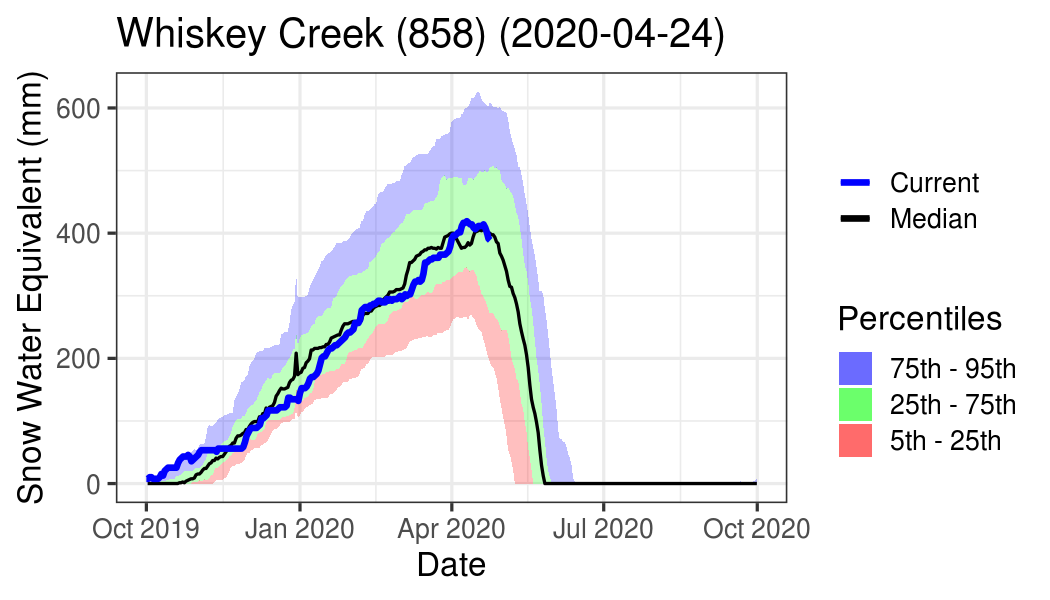 Whiskey Creek (858) (2020-04-24)
Snow Water Equivalent (mm)
600
400
200
0
Oct 2019 Jan 2020 Apr 2020 Jul 2020 Oct 2020
Date
Current
Median
Percentiles
75th - 95th
25th - 75th
5th - 25th